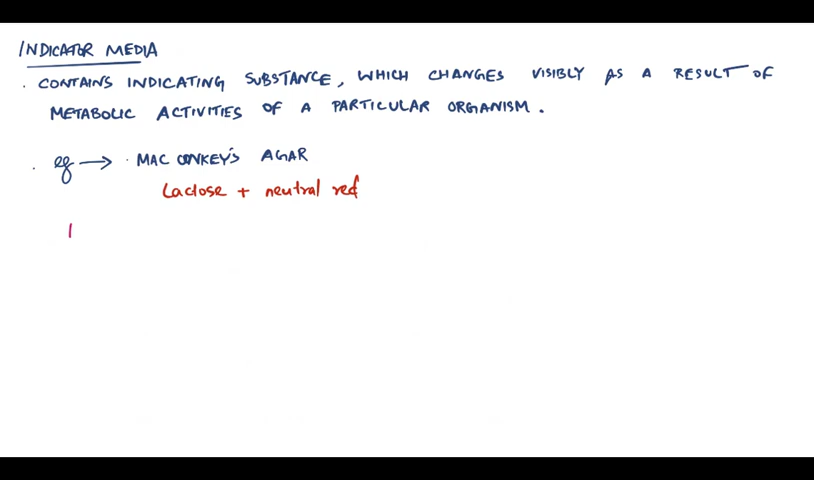 INDICATOR MEDIA
. CONTAINS INDICATING SUBSTANCE, WHICH CHANGES VISIBLY AS A RESULT OF
METABOLIC ACTIVITIES OF A PARTICULAR ORGANISM.
. eg → . MAC CONKEY'S AGAR
Lactose + neutral red